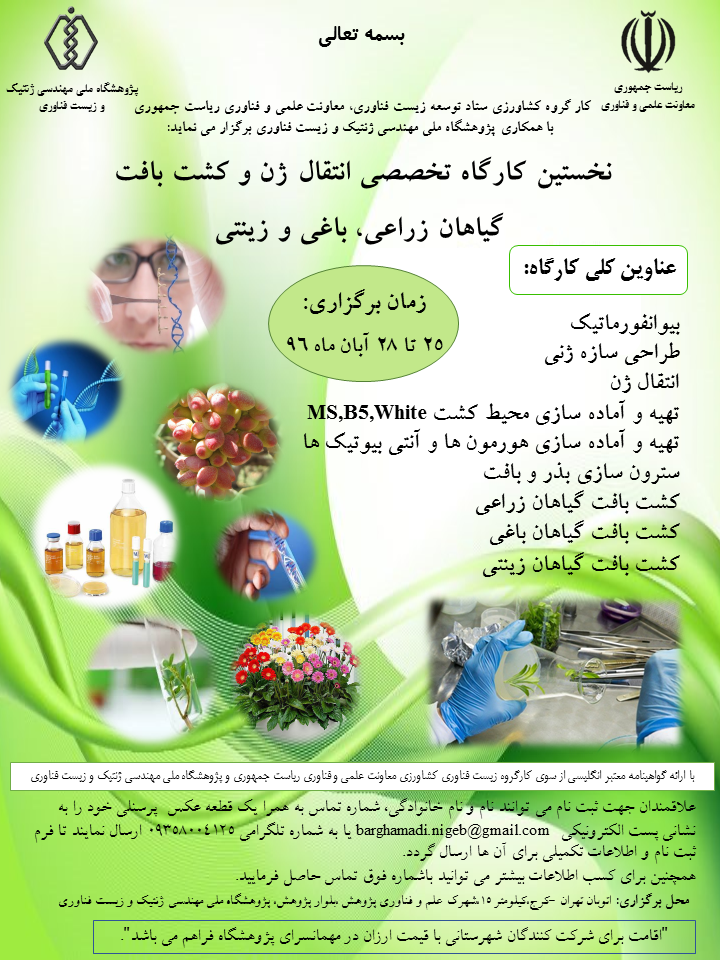 بسمه تعالی
ریاست جمهوری
معاونت علمی و فناوری
پژوهشگاه ملی مهندسی ژنتیک
و زیست فناوری
کار گروه کشاورزی ستاد توسعه زیست فناوری، معاونت علمی و فناوری ریاست جمهوری
با همکاری پژوهشگاه ملی مهندسی ژنتیک و زیست فناوری برگزار می نماید:
نخستین کارگاه تخصصی انتقال ژن و کشت بافت
گیاهان زراعی، باغی و زینتی
عناوین کلی کارگاه:
زمان برگزاری:
۲۵ تا ۲۸ آبان ماه ۹۶
بیوانفورماتیک
طراحی سازه ژنی
انتقال ژن
تهیه و آماده سازی محیط کشت MS,B5,White
تهیه و آماده سازی هورمون ها و آنتی بیوتیک ها
سترون سازی بذر و بافت
کشت بافت گیاهان زراعی
کشت بافت گیاهان باغی
کشت بافت گیاهان زینتی
با ارائه گواهینامه معتبر انگلیسی از سوی کارگروه زیست فناوری کشاورزی معاونت علمی و فناوری ریاست جمهوری و پژوهشگاه ملی مهندسی ژنتیک و زیست فناوری
علاقمندان جهت ثبت نام می توانند نام و نام خانوادگی، شماره تماس به همرا یک قطعه عکس پرسنلی خود را به
نشانی پست الکترونیکی barghamadi.nigeb@gmail.com یا به شماره تلگرامی ۰۹۳۵۸۰۰۴۱۲۵ ارسال نمایند تا فرم
ثبت نام و اطلاعات تکمیلی برای آن ها ارسال گردد.
همچنین برای کسب اطلاعات بیشتر می توانید باشماره فوق تماس حاصل فرمایید.
محل برگزاری: اتوبان تهران -کرج،کیلومتر ۱۵،شهرک علم و فناوری پژوهش ،بلوار پژوهش، پژوهشگاه ملی مهندسی ژنتیک و زیست فناوری
"اقامت برای شرکت کنندگان شهرستانی با قیمت ارزان در مهمانسرای پژوهشگاه فراهم می باشد".